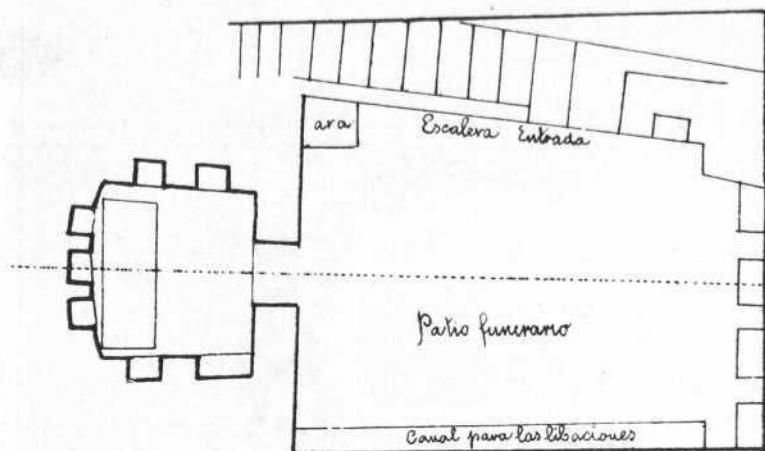 ara
Escalera Entrada
Patio funerario
Canal para las libaciones